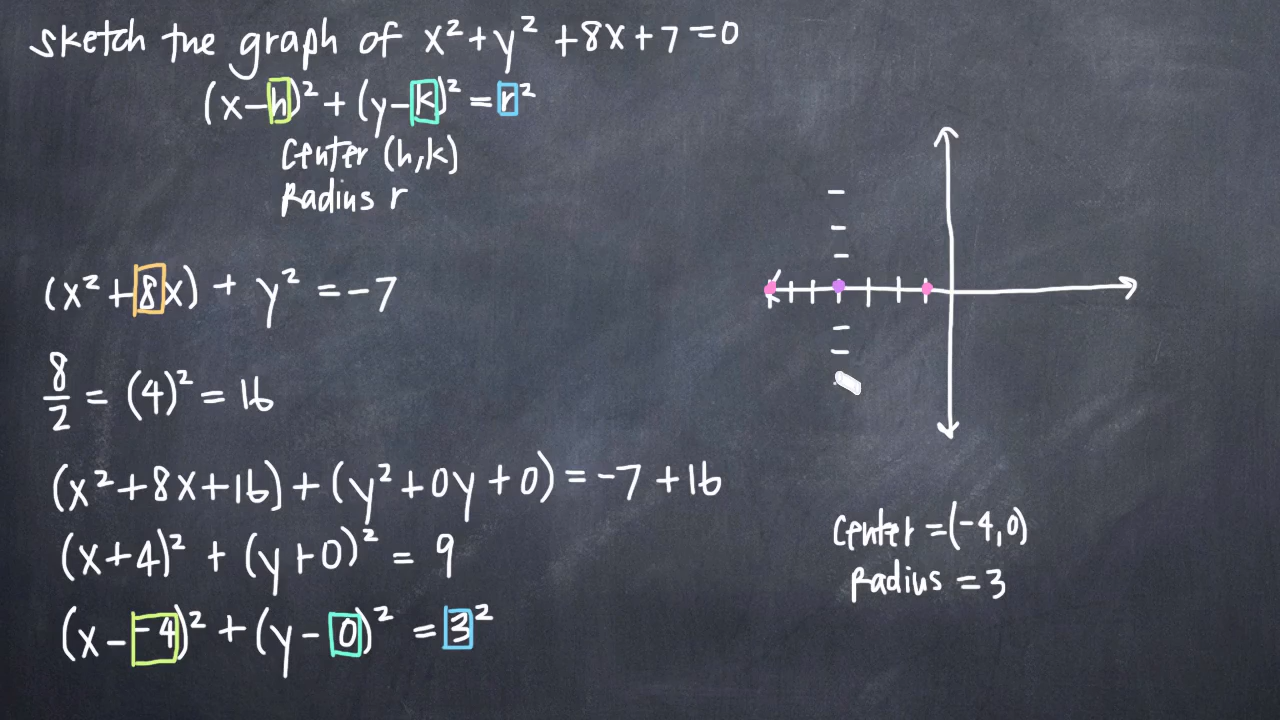 sketch the graph of x² + y² + 8x + 7 = 0
(x - h)² + (y - k)² = r²
Center (h, k)
Radius r
(x² + 8x) + y² = -7
8/2 = (4)² = 16
(x² + 8x + 16) + (y² + 0y + 0) = -7 + 16
(x + 4)² + (y + 0)² = 9
(x - -4)² + (y - 0)² = 3²
Center = (-4, 0)
Radius = 3